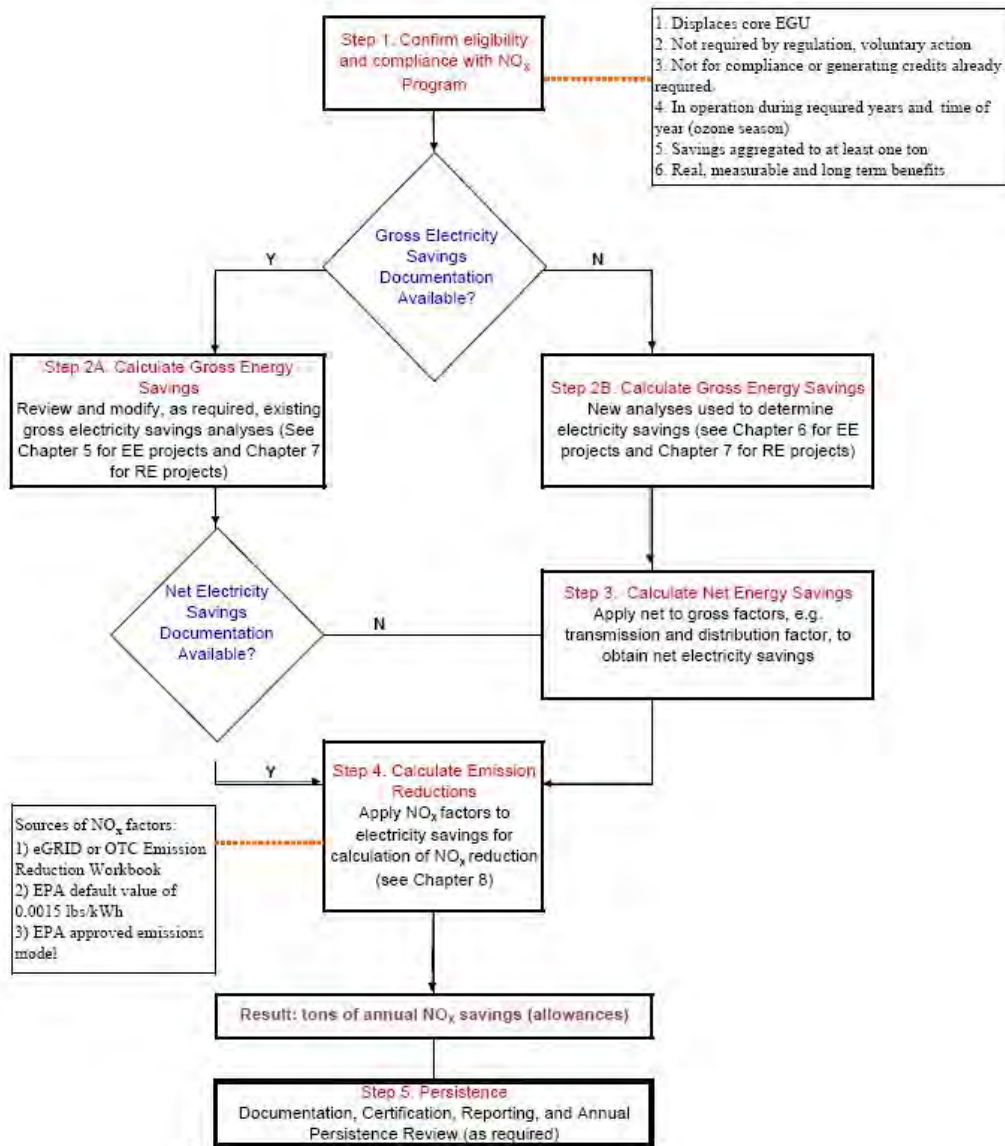 Step 1. Confirm eligibility
and compliance with NOx
Program
1. Displaces core EGU
2. Not required by regulation, voluntary action
3. Not for compliance or generating credits already
required.
4. In operation during required years and time of
year (ozone season)
5. Savings aggregated to at least one ton
6. Real, measurable and long term benefits
Gross Electricity
Savings
Documentation
Available?
Y
N
Step 2A. Calculate Gross Energy
Savings
Review and modify, as required, existing
gross electricity savings analyses (See
Chapter 5 for EE projects and Chapter 7
for RE projects)
Step 2B. Calculate Gross Energy Savings
New analyses used to determine
electricity savings (see Chapter 6 for EE
projects and Chapter 7 for RE projects)
Net Electricity
Savings
Documentation
Available?
N
Step 3. Calculate Net Energy Savings
Apply net to gross factors, e.g.
transmission and distribution factor, to
obtain net electricity savings
Y
Step 4. Calculate Emission
Reductions
Apply NOx factors to
electricity savings for
calculation of NOx reduction
(see Chapter 8)
Sources of NOx factors:
1) eGRID or OTC Emission
Reduction Workbook
2) EPA default value of
0.0015 lbs/kWh
3) EPA approved emissions
model
Result: tons of annual NOx savings (allowances)
Step 5. Persistence
Documentation, Certification, Reporting, and Annual
Persistence Review (as required)